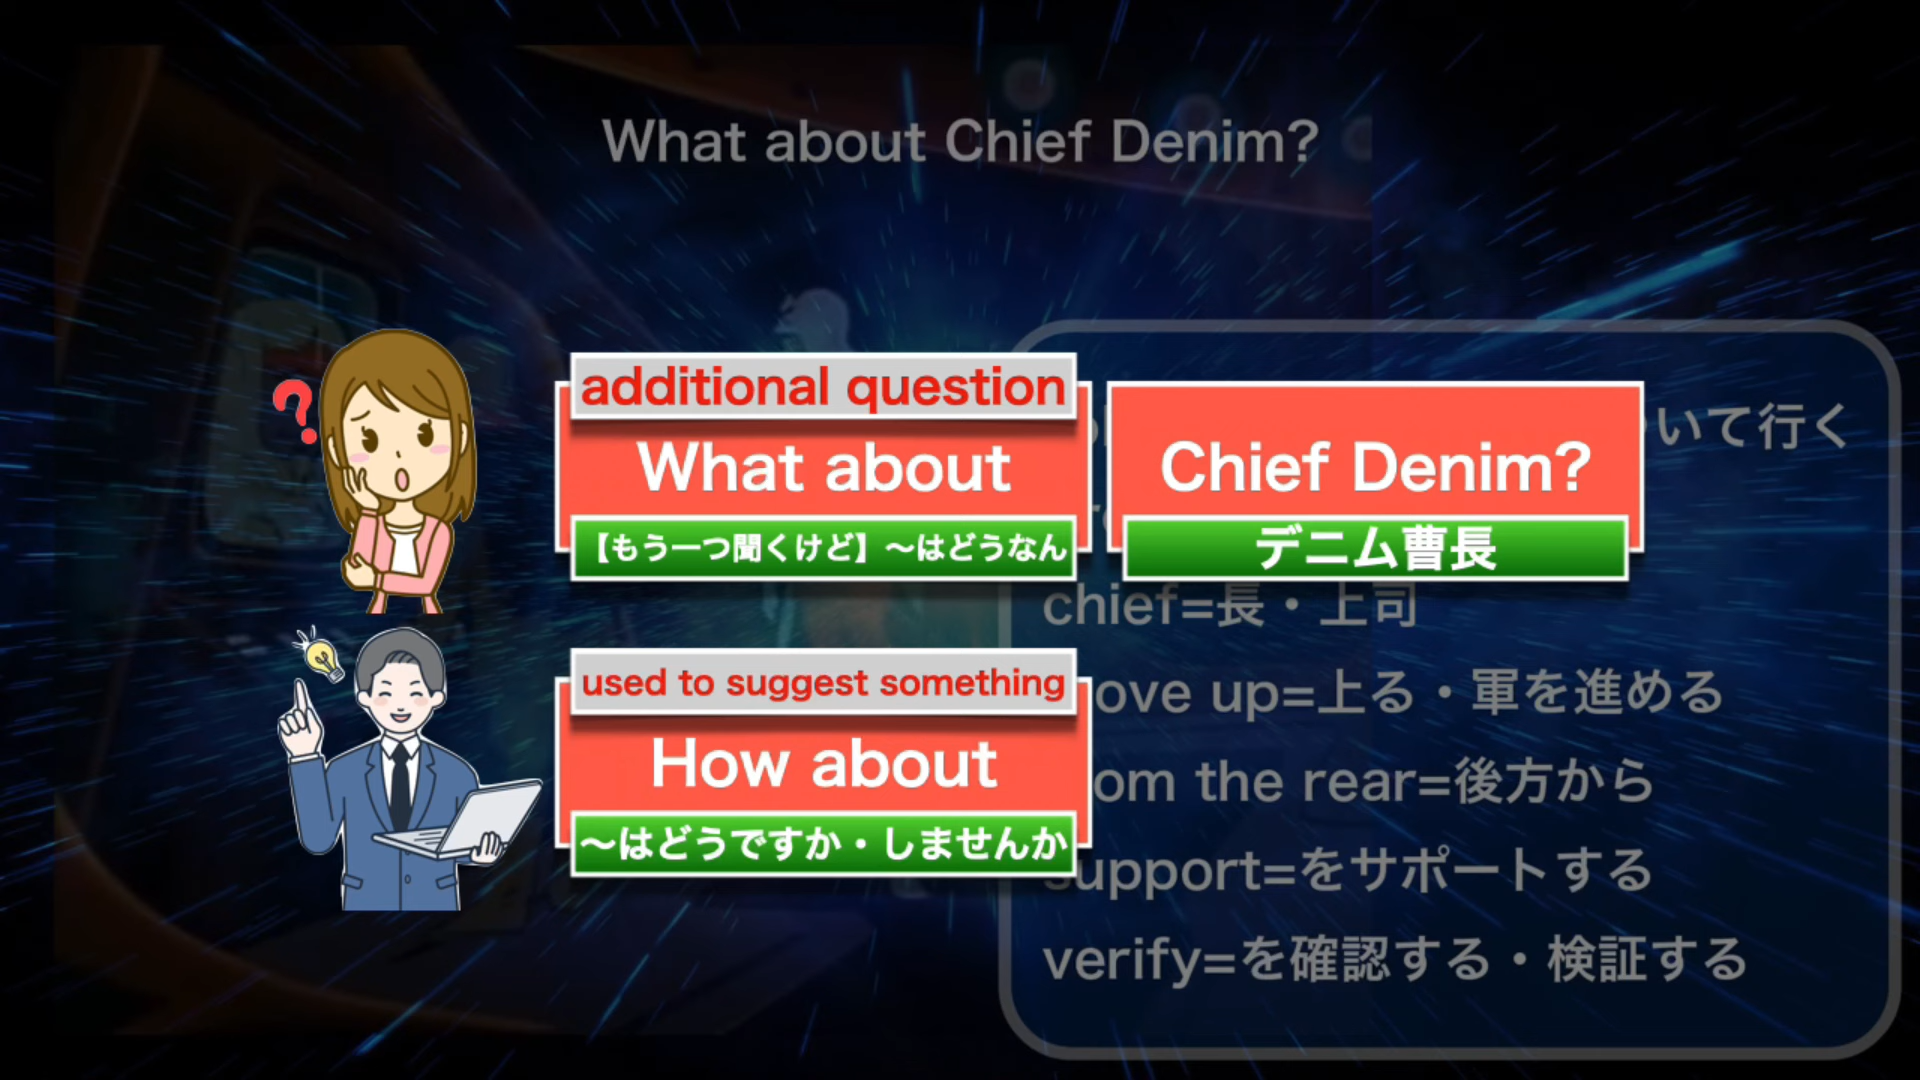 What about Chief Denim?
additional question
What about
【もう一つ聞くけど】〜はどうなん
Chief Denim?
デニム曹長
used to suggest something
How about
〜はどうですか・しませんか
いて行く
chief=長・上司
ove up=上る・軍を進める
om the rear=後方から
support=をサポートする
verify=を確認する・検証する